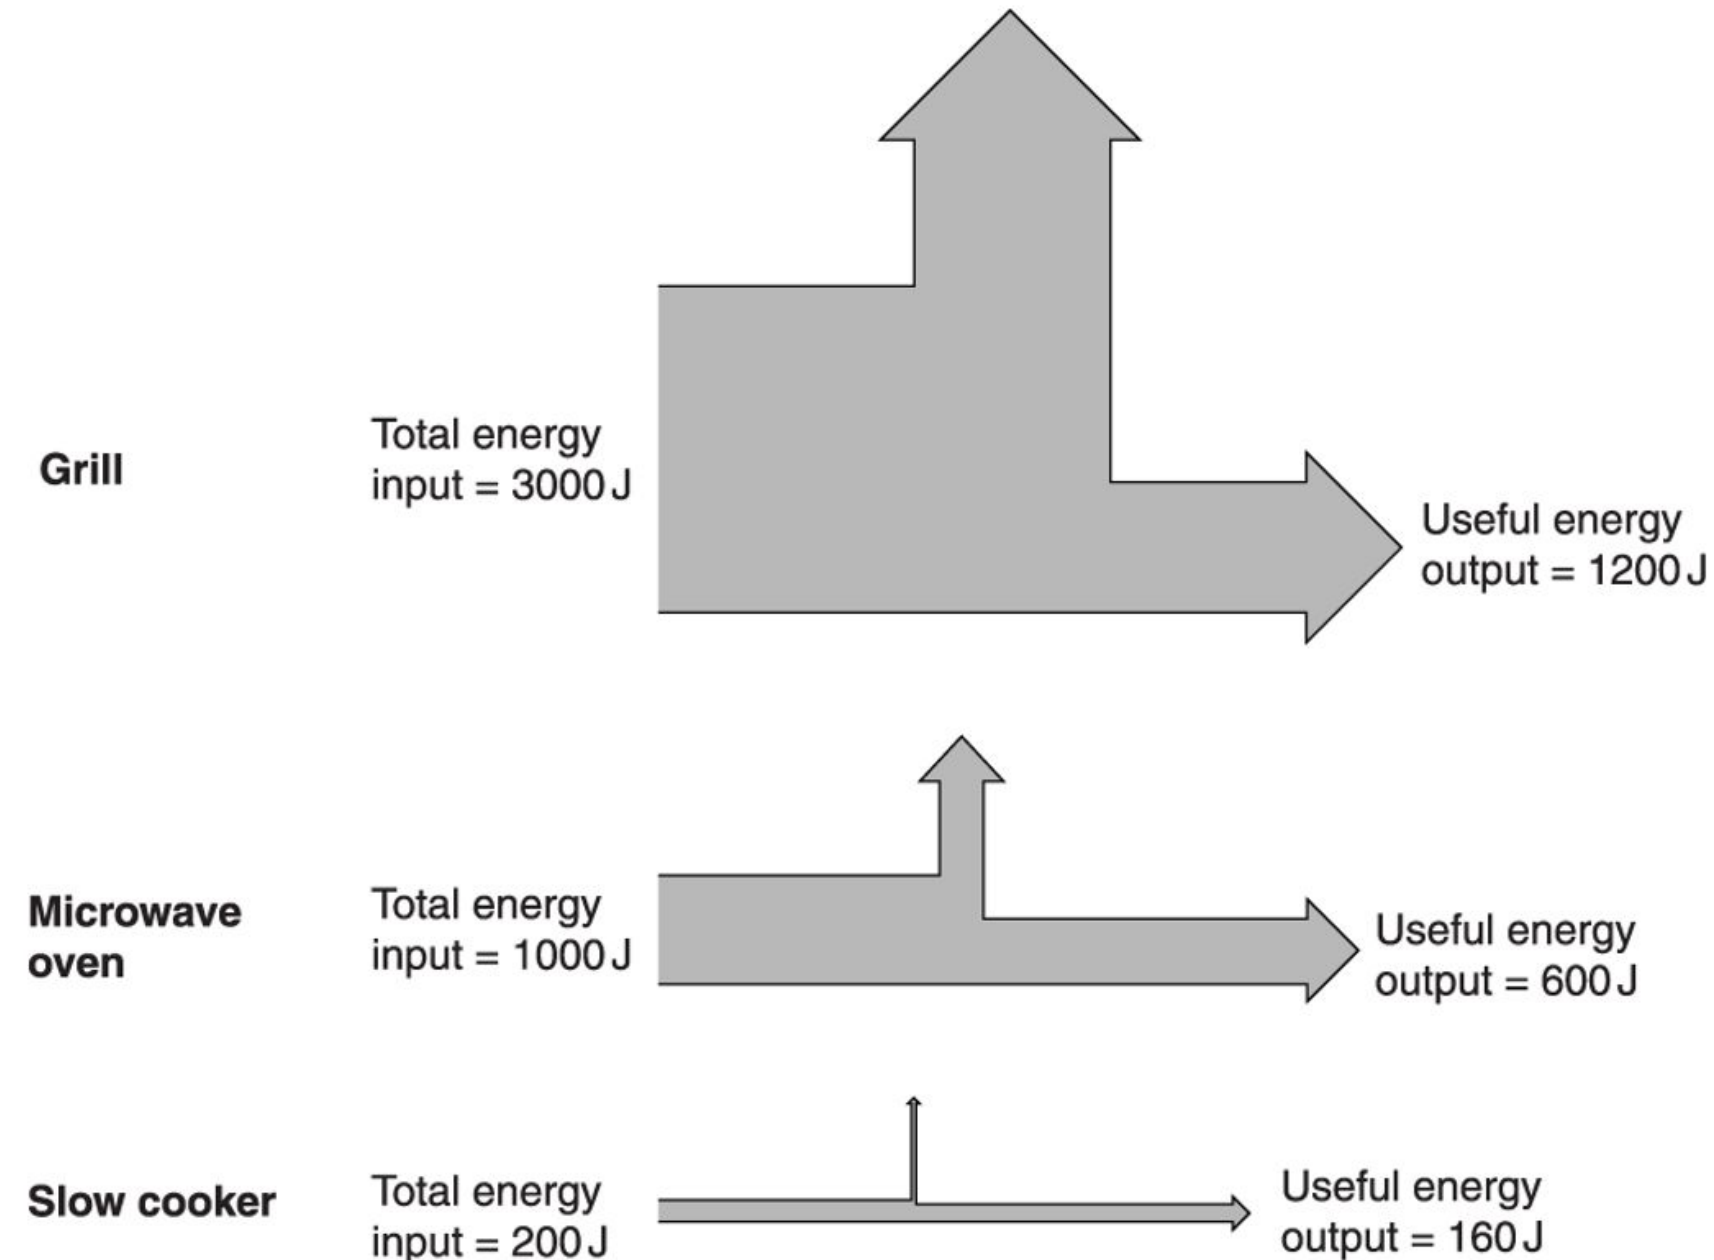 Grill
Total energy
input = 3000 J
Useful energy
output = 1200 J
Microwave
oven
Total energy
input = 1000 J
Useful energy
output = 600 J
Slow cooker
Total energy
input = 200 J
Useful energy
output = 160 J